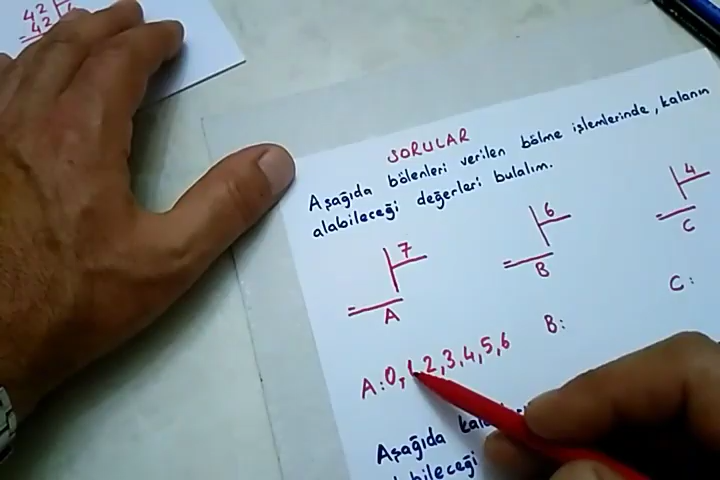 42
42
SORULAR
Aşağıda bölenleri verilen bölme işlemlerinde, kalanın
alabileceği değerleri bulalım.
7
A
6
B
4
C
A: 0, 1, 2, 3, 4, 5, 6
B:
C:
Aşağıda